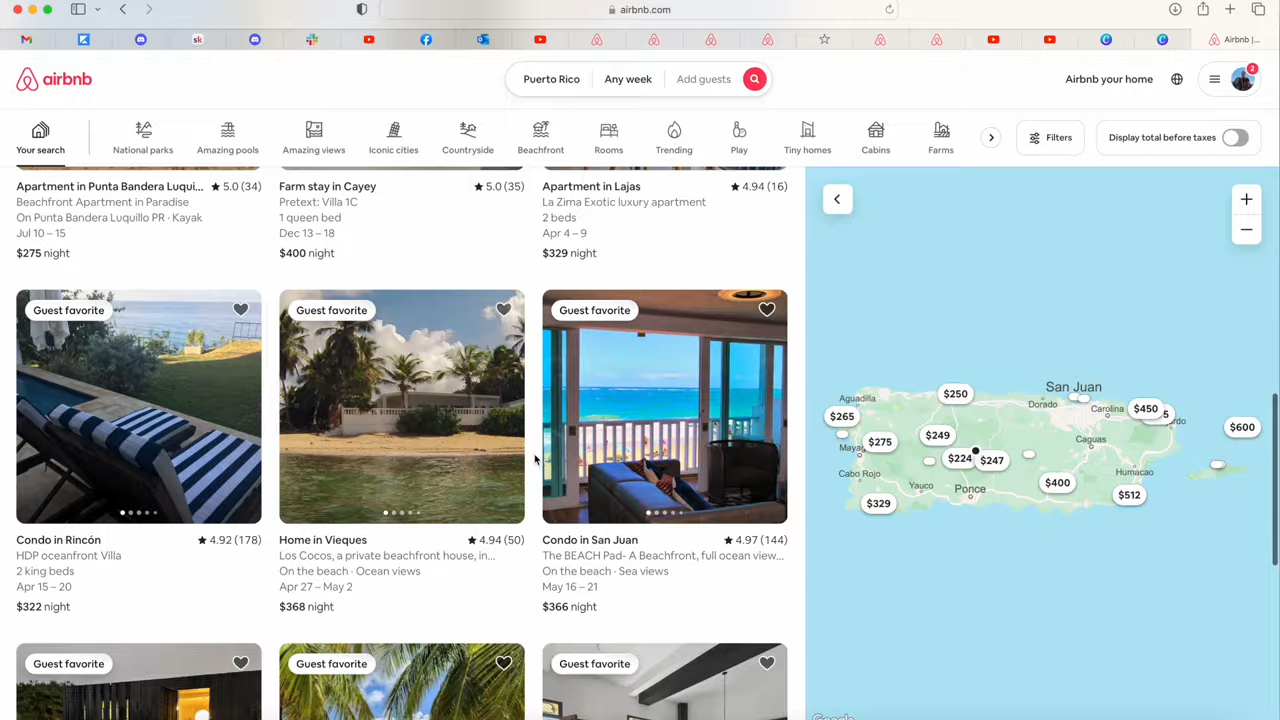 airbnb.com
sk
Airbnb |...
airbnb
Puerto Rico
Any week
Add guests
Airbnb your home
2
Your search
National parks
Amazing pools
Amazing views
Iconic cities
Countryside
Beachfront
Rooms
Trending
Play
Tiny homes
Cabins
Farms
Filters
Display total before taxes
Apartment in Punta Bandera Luqui... ★ 5.0 (34)
Beachfront Apartment in Paradise
On Punta Bandera Luquillo PR · Kayak
Jul 10 – 15
$275 night
Farm stay in Cayey ★ 5.0 (35)
Pretext: Villa 1C
1 queen bed
Dec 13 – 18
$400 night
Apartment in Lajas ★ 4.94 (16)
La Zima Exotic luxury apartment
2 beds
Apr 4 – 9
$329 night
Guest favorite
Guest favorite
Guest favorite
Condo in Rincón ★ 4.92 (178)
HDP oceanfront Villa
2 king beds
Apr 15 – 20
$322 night
Home in Vieques ★ 4.94 (50)
Los Cocos, a private beachfront house, in...
On the beach · Ocean views
Apr 27 – May 2
$368 night
Condo in San Juan ★ 4.97 (144)
The BEACH Pad- A Beachfront, full ocean view...
On the beach · Sea views
May 16 – 21
$366 night
Guest favorite
Guest favorite
Guest favorite
San Juan
Aguadilla
$250
Dorado
Carolina
$450
5
rdo
$265
$600
$249
$275
Mayag
Caguas
$224
$247
Cabo Rojo
Humacao
Yauco
Ponce
$400
$512
$329
Google